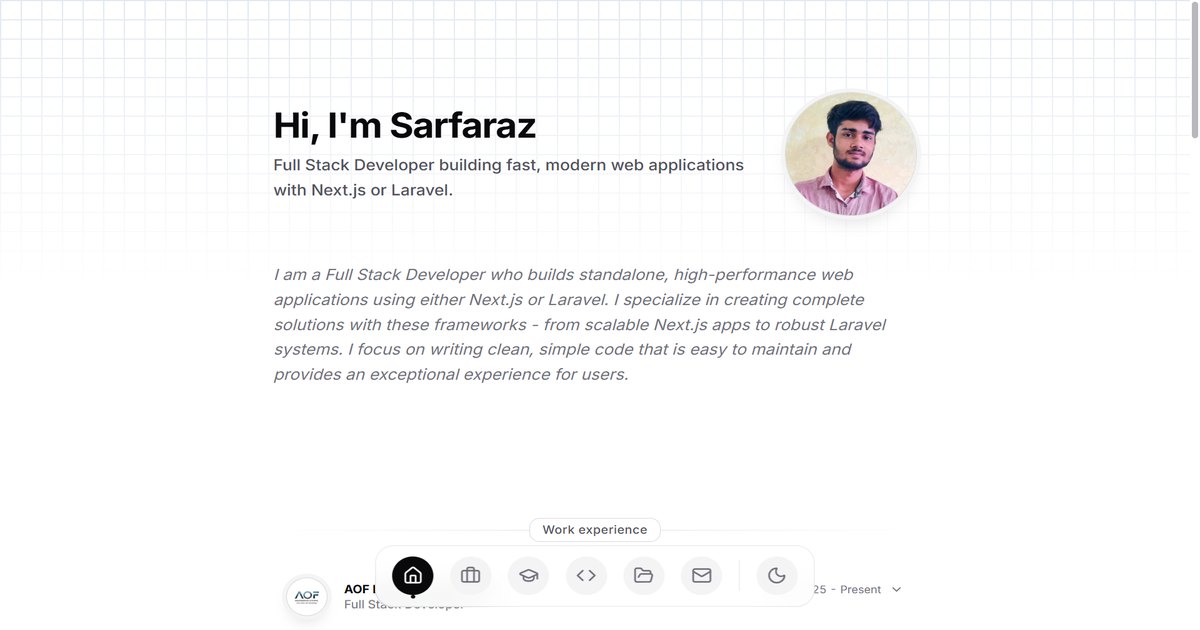 Hi, I'm Sarfaraz
Full Stack Developer building fast, modern web applications
with Next.js or Laravel.
I am a Full Stack Developer who builds standalone, high-performance web
applications using either Next.js or Laravel. I specialize in creating complete
solutions with these frameworks - from scalable Next.js apps to robust Laravel
systems. I focus on writing clean, simple code that is easy to maintain and
provides an exceptional experience for users.
Work experience
AOF
AOF
25 - Present
Full Stack Developer